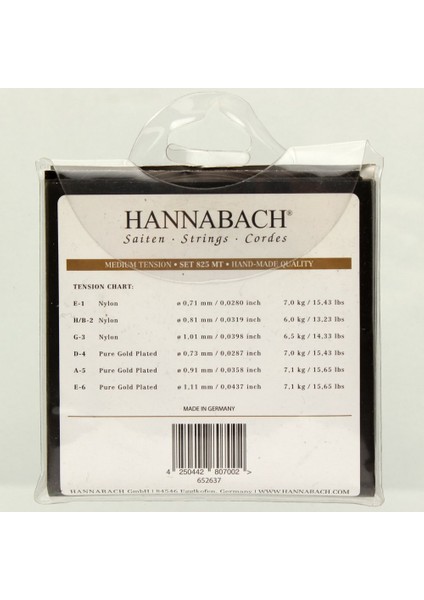 HANNABACH®
Saiten · Strings · Cordes
MEDIUM TENSION • SET 825 MT • HAND-MADE QUALITY
TENSION CHART:
E-1 Nylon ø 0,71 mm / 0,0280 inch 7,0 kg / 15,43 lbs
H/B-2 Nylon ø 0,81 mm / 0,0319 inch 6,0 kg / 13,23 lbs
G-3 Nylon ø 1,01 mm / 0,0398 inch 6,5 kg / 14,33 lbs
D-4 Pure Gold Plated ø 0,73 mm / 0,0287 inch 7,0 kg / 15,43 lbs
A-5 Pure Gold Plated ø 0,91 mm / 0,0358 inch 7,1 kg / 15,65 lbs
E-6 Pure Gold Plated ø 1,11 mm / 0,0437 inch 7,1 kg / 15,65 lbs
MADE IN GERMANY
4 250442 807002 >
652637
HANNABACH GmbH | 84546 Egglkofen, Germany | WWW.HANNABACH.COM